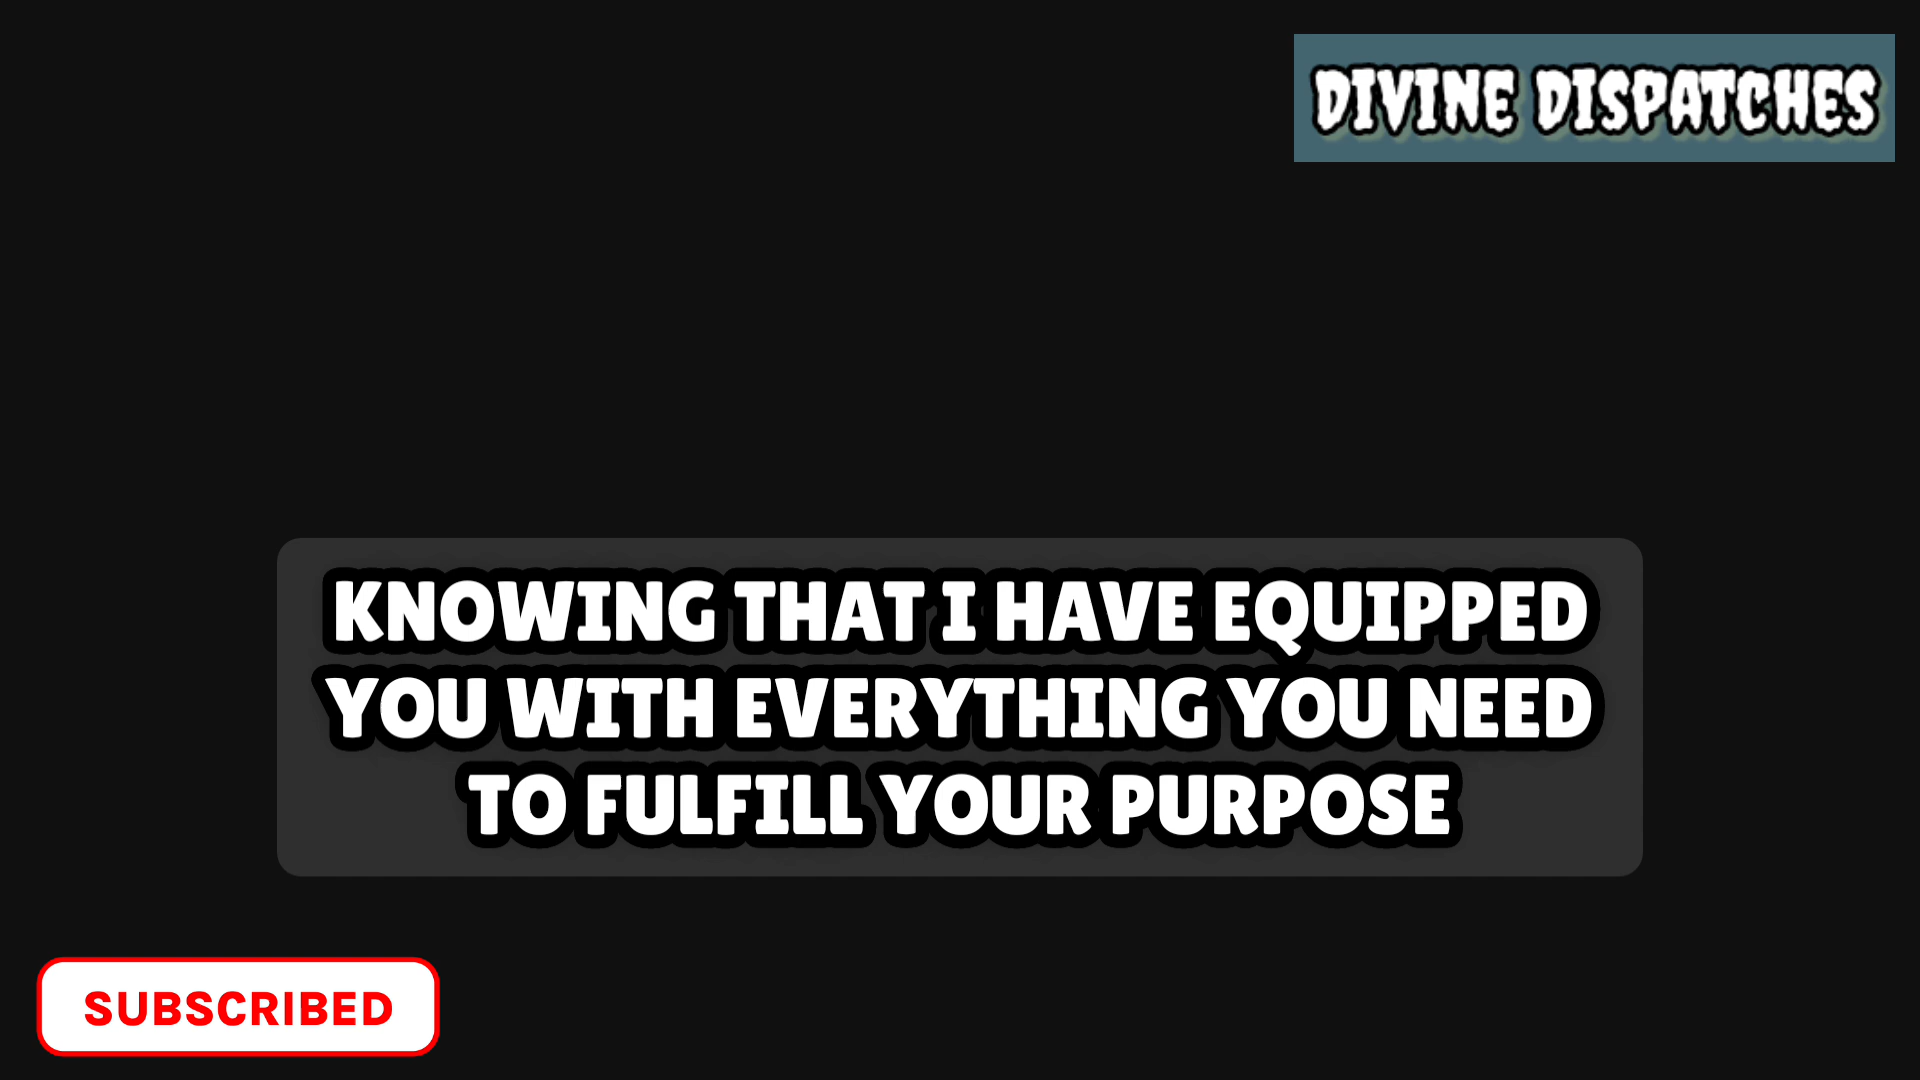 DIVINE DISPATCHES
KNOWING THAT I HAVE EQUIPPED
YOU WITH EVERYTHING YOU NEED
TO FULFILL YOUR PURPOSE
SUBSCRIBED